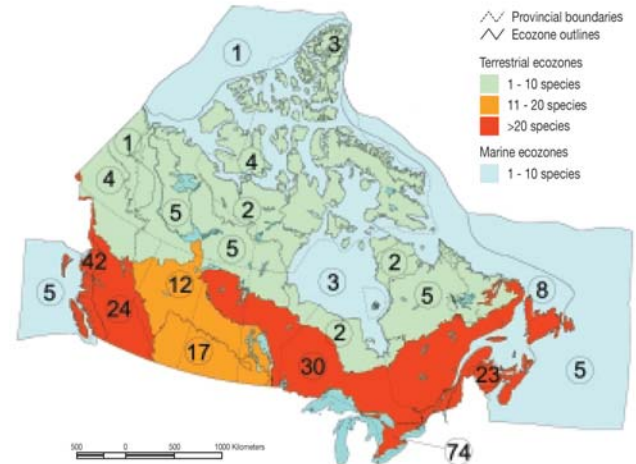 Provincial boundaries
Ecozone outlines
Terrestrial ecozones
1 - 10 species
11 - 20 species
>20 species
Marine ecozones
1 - 10 species
1
3
1
4
4
5
2
5
2
3
5
8
42
5
12
24
2
17
30
23
5
74
500 0 500 1000 Kilometers